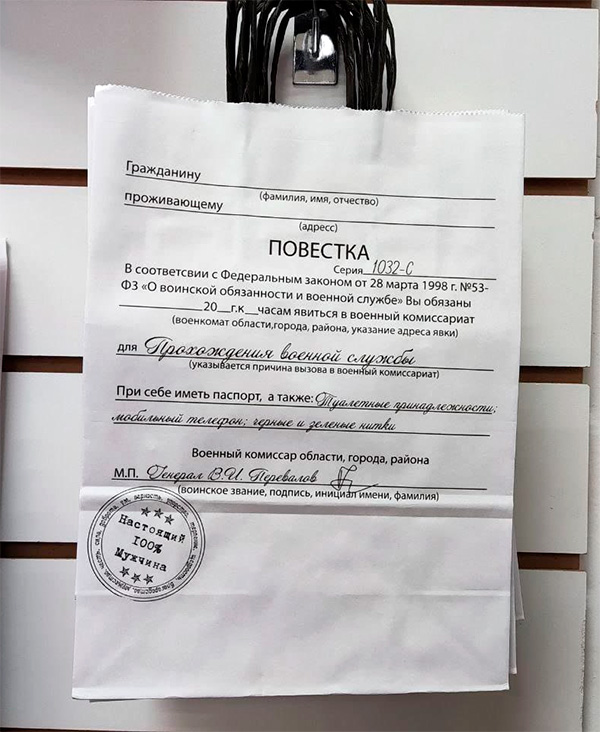 Гражданину
(фамилия, имя, отчество)
проживающему
(адрес)
ПОВЕСТКА
Серия 1032-С
В соответсвии с Федеральным законом от 28 марта 1998 г. №53-
ФЗ «О воинской обязанности и военной службе» Вы обязаны
20__г.к__часам явиться в военный комиссариат
(военкомат области,города, района, указание адреса явки)
для Прохождения военной службы
(указывается причина вызова в военный комиссариат)
При себе иметь паспорт, а также: Туалетные принадлежности;
мобильный телефон; черные и зеленые нитки
Военный комиссар области, города, района
М.П. Генерал В.И. Перевалов
(воинское звание, подпись, инициал имени, фамилия)
Настоящий
100%
Мужчина